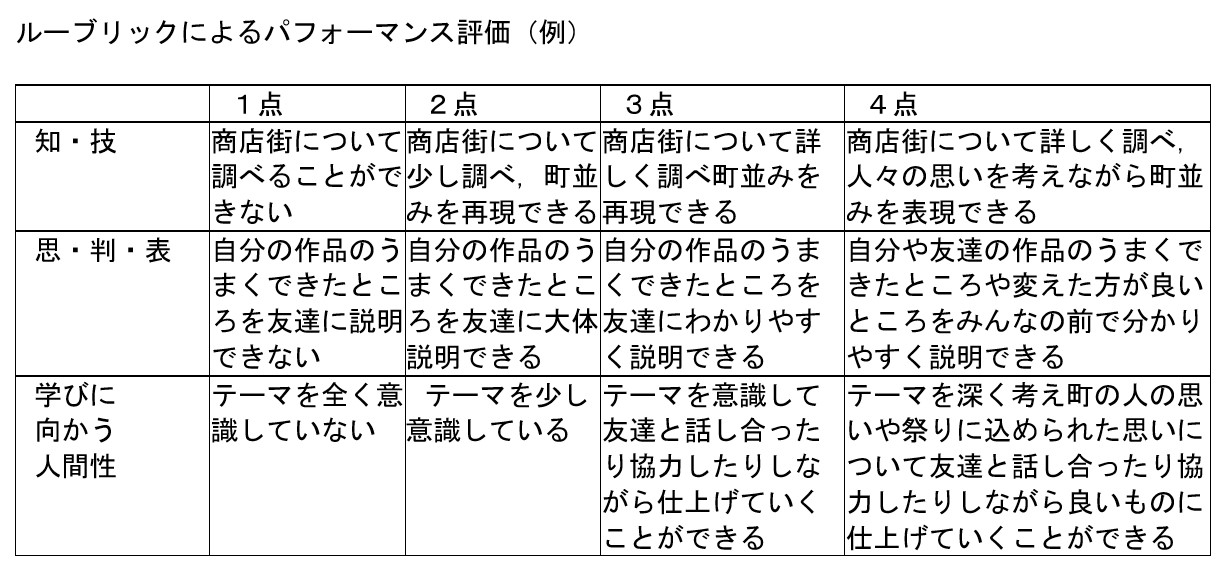 ルーブリックによるパフォーマンス評価（例）
１点
２点
３点
４点
知・技
商店街について
調べることがで
きない
商店街について
少し調べ，町並
みを再現できる
商店街について詳
しく調べ町並みを
再現できる
商店街について詳しく調べ，
人々の思いを考えながら町並
みを表現できる
思・判・表
自分の作品のう
まくできたとこ
ろを友達に説明
できない
自分の作品のう
まくできたとこ
ろを友達に大体
説明できる
自分の作品のうま
くできたところを
友達にわかりやす
く説明できる
自分や友達の作品のうまくで
きたところや変えた方が良い
ところをみんなの前で分かり
やすく説明できる
学びに
向かう
人間性
テーマを全く意
識していない
テーマを少し
意識している
テーマを意識して
友達と話し合った
り協力したりしな
がら仕上げていく
ことができる
テーマを深く考え町の人の思
いや祭りに込められた思いに
ついて友達と話し合ったり協
力したりしながら良いものに
仕上げていくことができる